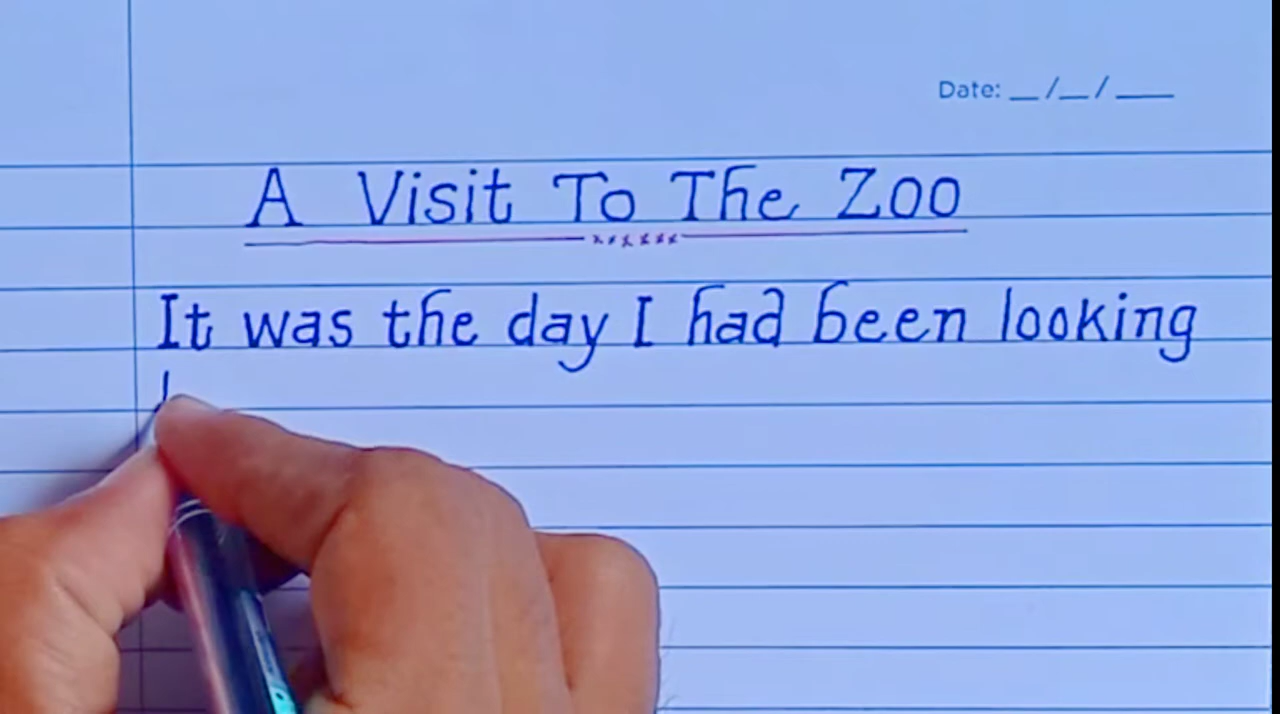 Date: __/__/____
A Visit To The Zoo
It was the day I had been looking